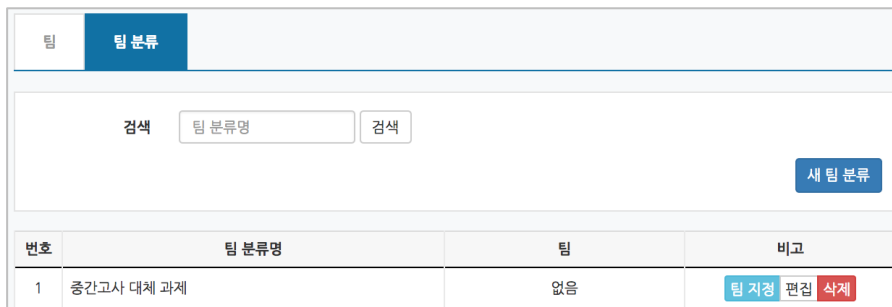 팀 팀 분류
검색 팀 분류명 검색
새 팀 분류
번호 팀 분류명 팀 비고
1 중간고사 대체 과제 없음 팀 지정 편집 삭제